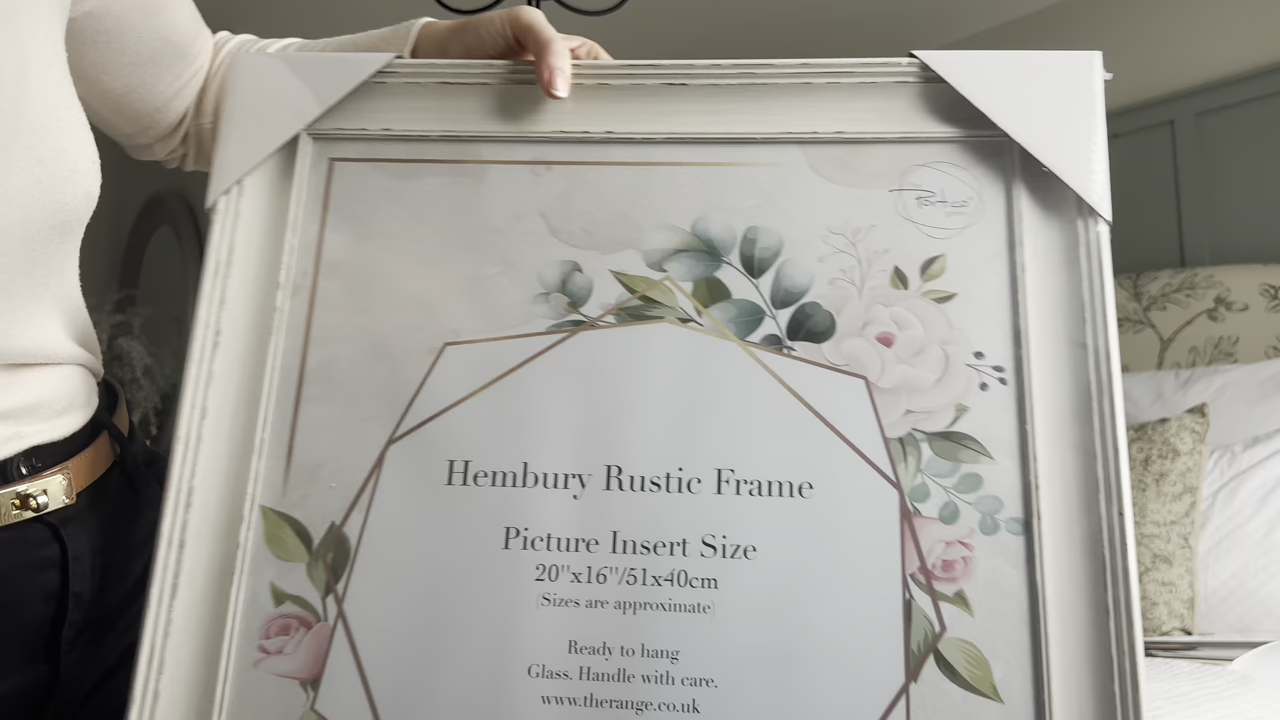 Portico
Hembury Rustic Frame
Picture Insert Size
20"x16"/51x40cm
(Sizes are approximate)
Ready to hang
Glass. Handle with care.
www.therange.co.uk